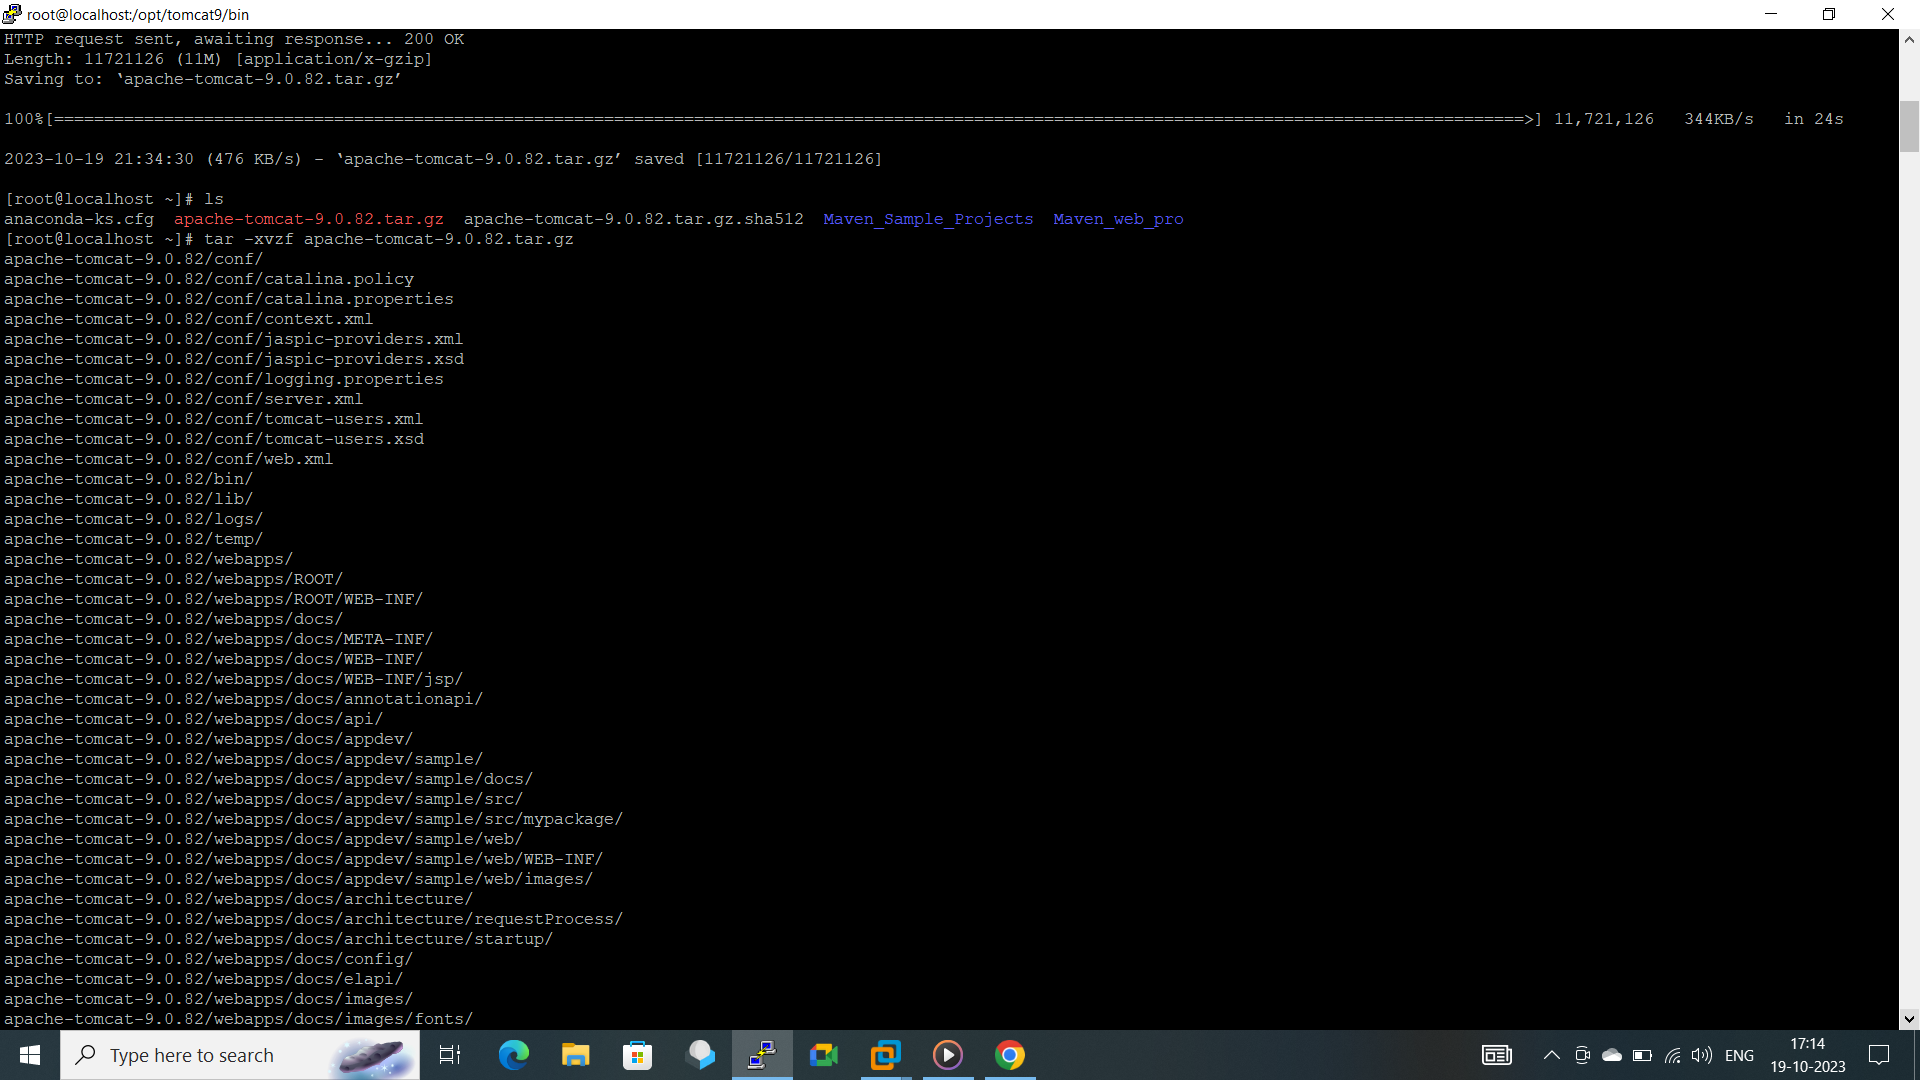 root@localhost:/opt/tomcat9/bin
HTTP request sent, awaiting response... 200 OK
Length: 11721126 (11M) [application/x-gzip]
Saving to: ‘apache-tomcat-9.0.82.tar.gz’
100%[===================================================================================================================================================>] 11,721,126   344KB/s   in 24s
2023-10-19 21:34:30 (476 KB/s) - ‘apache-tomcat-9.0.82.tar.gz’ saved [11721126/11721126]
[root@localhost ~]# ls
anaconda-ks.cfg  apache-tomcat-9.0.82.tar.gz  apache-tomcat-9.0.82.tar.gz.sha512  Maven_Sample_Projects  Maven_web_pro
[root@localhost ~]# tar -xvzf apache-tomcat-9.0.82.tar.gz
apache-tomcat-9.0.82/conf/
apache-tomcat-9.0.82/conf/catalina.policy
apache-tomcat-9.0.82/conf/catalina.properties
apache-tomcat-9.0.82/conf/context.xml
apache-tomcat-9.0.82/conf/jaspic-providers.xml
apache-tomcat-9.0.82/conf/jaspic-providers.xsd
apache-tomcat-9.0.82/conf/logging.properties
apache-tomcat-9.0.82/conf/server.xml
apache-tomcat-9.0.82/conf/tomcat-users.xml
apache-tomcat-9.0.82/conf/tomcat-users.xsd
apache-tomcat-9.0.82/conf/web.xml
apache-tomcat-9.0.82/bin/
apache-tomcat-9.0.82/lib/
apache-tomcat-9.0.82/logs/
apache-tomcat-9.0.82/temp/
apache-tomcat-9.0.82/webapps/
apache-tomcat-9.0.82/webapps/ROOT/
apache-tomcat-9.0.82/webapps/ROOT/WEB-INF/
apache-tomcat-9.0.82/webapps/docs/
apache-tomcat-9.0.82/webapps/docs/META-INF/
apache-tomcat-9.0.82/webapps/docs/WEB-INF/
apache-tomcat-9.0.82/webapps/docs/WEB-INF/jsp/
apache-tomcat-9.0.82/webapps/docs/annotationapi/
apache-tomcat-9.0.82/webapps/docs/api/
apache-tomcat-9.0.82/webapps/docs/appdev/
apache-tomcat-9.0.82/webapps/docs/appdev/sample/
apache-tomcat-9.0.82/webapps/docs/appdev/sample/docs/
apache-tomcat-9.0.82/webapps/docs/appdev/sample/src/
apache-tomcat-9.0.82/webapps/docs/appdev/sample/src/mypackage/
apache-tomcat-9.0.82/webapps/docs/appdev/sample/web/
apache-tomcat-9.0.82/webapps/docs/appdev/sample/web/WEB-INF/
apache-tomcat-9.0.82/webapps/docs/appdev/sample/web/images/
apache-tomcat-9.0.82/webapps/docs/architecture/
apache-tomcat-9.0.82/webapps/docs/architecture/requestProcess/
apache-tomcat-9.0.82/webapps/docs/architecture/startup/
apache-tomcat-9.0.82/webapps/docs/config/
apache-tomcat-9.0.82/webapps/docs/elapi/
apache-tomcat-9.0.82/webapps/docs/images/
apache-tomcat-9.0.82/webapps/docs/images/fonts/
Type here to search
ENG
17:14
19-10-2023